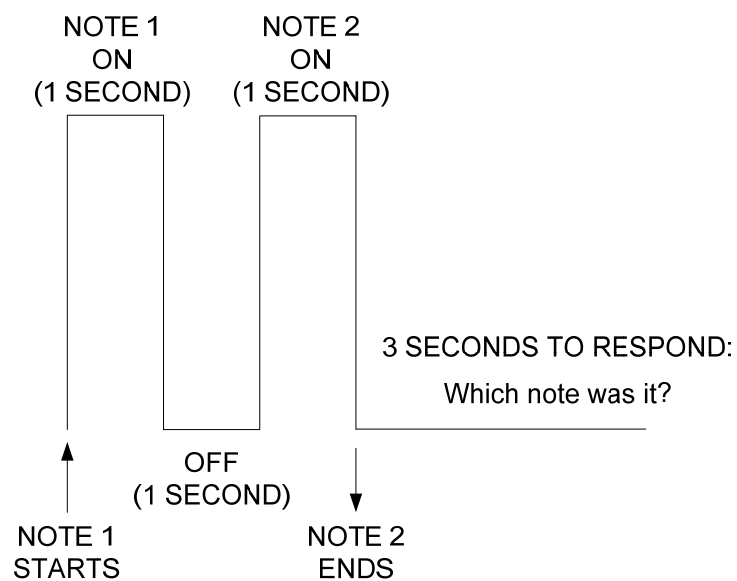 NOTE 1
ON
(1 SECOND)
NOTE 2
ON
(1 SECOND)
3 SECONDS TO RESPOND:
Which note was it?
OFF
(1 SECOND)
NOTE 1
STARTS
NOTE 2
ENDS